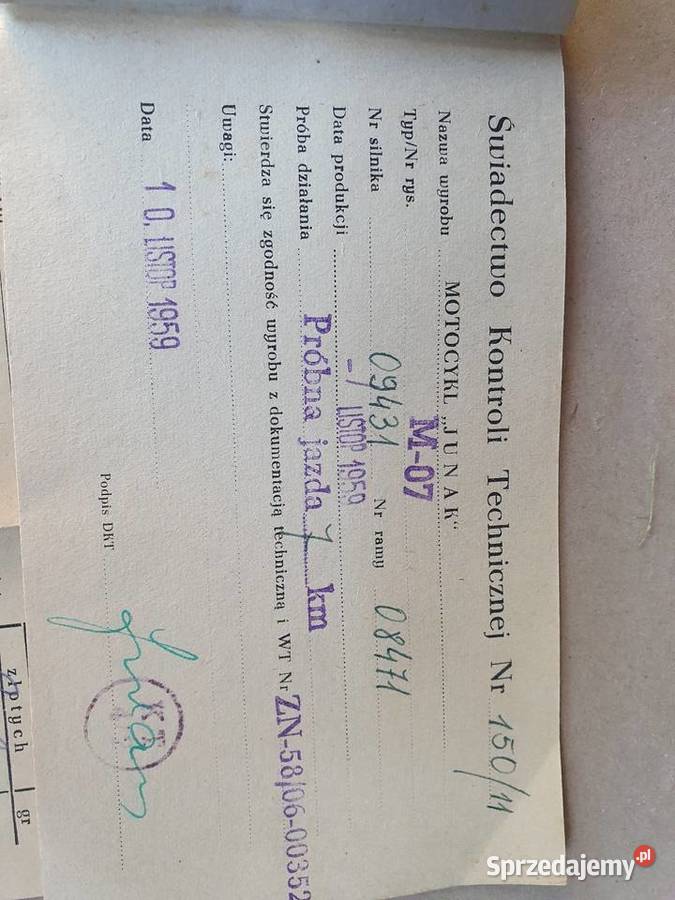 Świadectwo Kontroli Technicznej Nr 150/11
Nazwa wyrobu MOTOCYKL „JUNAK"
Typ/Nr rys. M-07
Nr silnika 09431 Nr ramy 08471
Data produkcji -/ LISTOP 1959
Próba działania Próbna jazda 7 km
Stwierdza się zgodność wyrobu z dokumentacją techniczną i WT Nr ZN-58/06-00352
Uwagi:
Data 10. LISTOP 1959
Podpis DKT
złotych gr
Sprzedajemy.pl